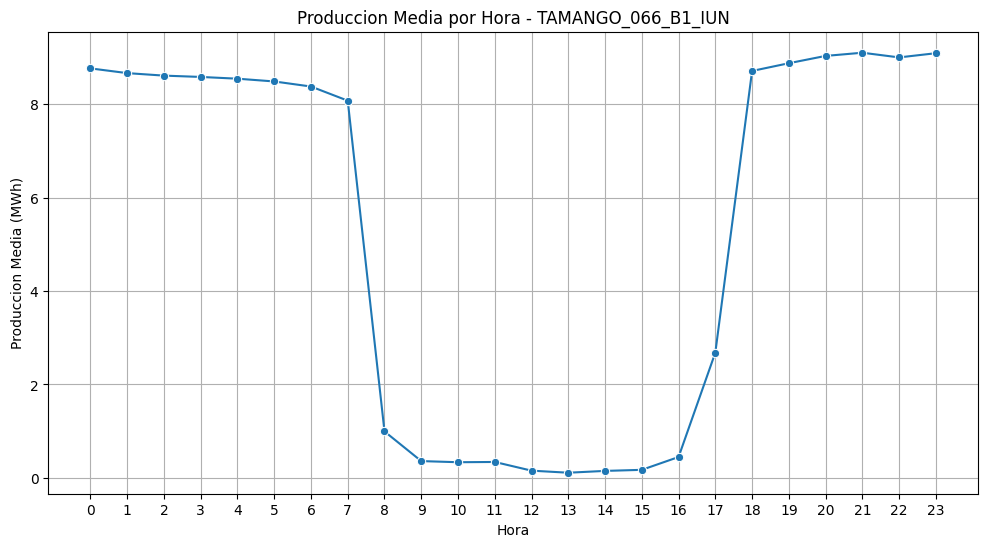 Produccion Media por Hora - TAMANGO_066_B1_IUN
Produccion Media (MWh)
8
6
4
2
0
0 1 2 3 4 5 6 7 8 9 10 11 12 13 14 15 16 17 18 19 20 21 22 23
Hora